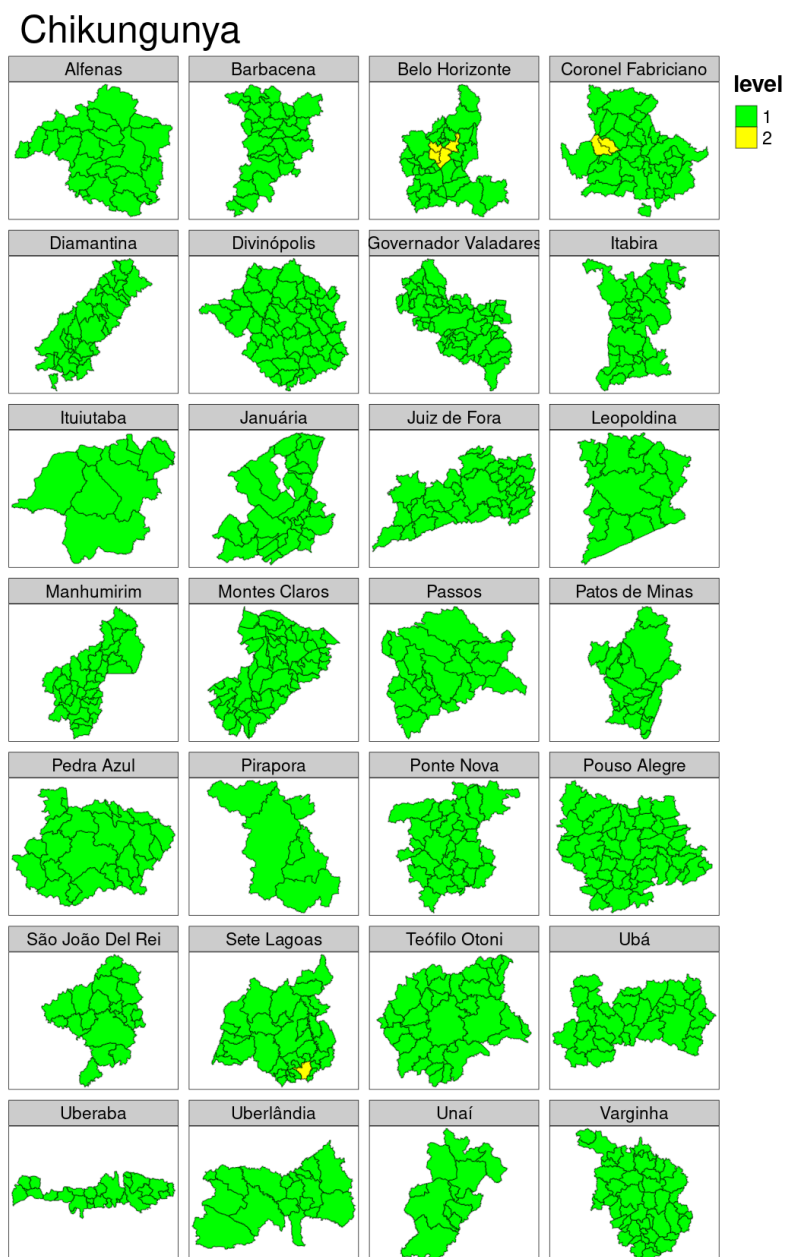 Chikungunya
Alfenas
Barbacena
Belo Horizonte
Coronel Fabriciano
level
1
2
Diamantina
Divinópolis
Governador Valadares
Itabira
Ituiutaba
Januária
Juiz de Fora
Leopoldina
Manhumirim
Montes Claros
Passos
Patos de Minas
Pedra Azul
Pirapora
Ponte Nova
Pouso Alegre
São João Del Rei
Sete Lagoas
Teófilo Otoni
Ubá
Uberaba
Uberlândia
Unaí
Varginha